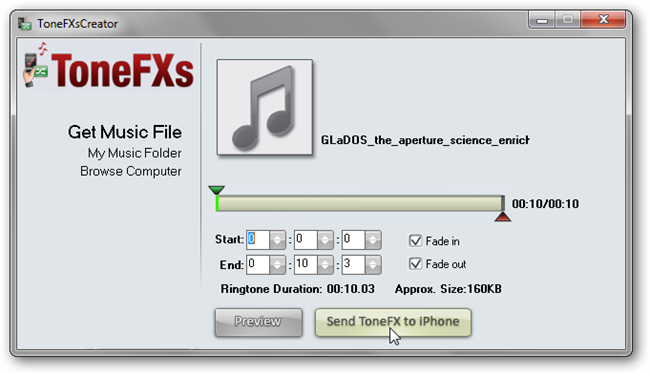 ToneFXsCreator
ToneFXs
Get Music File
My Music Folder
Browse Computer
GLaDOS_the_aperture_science_enrich
00:10/00:10
Start: 0 : 0 : 0
Fade in
End: 0 : 10 : 3
Fade out
Ringtone Duration: 00:10.03 Approx. Size:160KB
Preview
Send ToneFX to iPhone